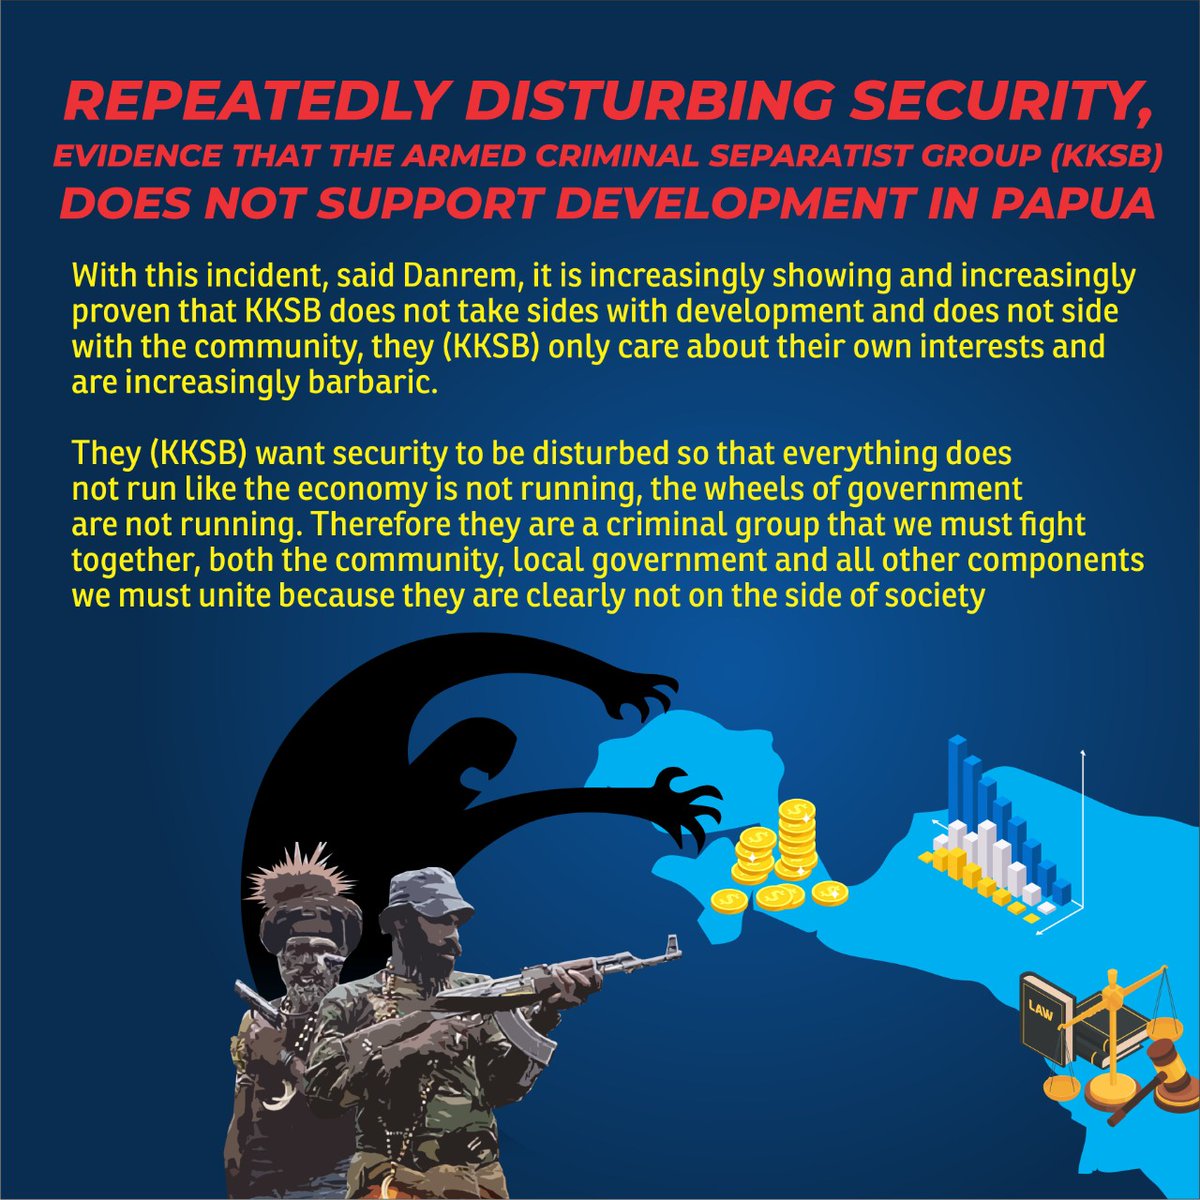 REPEATEDLY DISTURBING SECURITY,
EVIDENCE THAT THE ARMED CRIMINAL SEPARATIST GROUP (KKSB)
DOES NOT SUPPORT DEVELOPMENT IN PAPUA
With this incident, said Danrem, it is increasingly showing and increasingly
proven that KKSB does not take sides with development and does not side
with the community, they (KKSB) only care about their own interests and
are increasingly barbaric.
They (KKSB) want security to be disturbed so that everything does
not run like the economy is not running, the wheels of government
are not running. Therefore they are a criminal group that we must fight
together, both the community, local government and all other components
we must unite because they are clearly not on the side of society
LAW